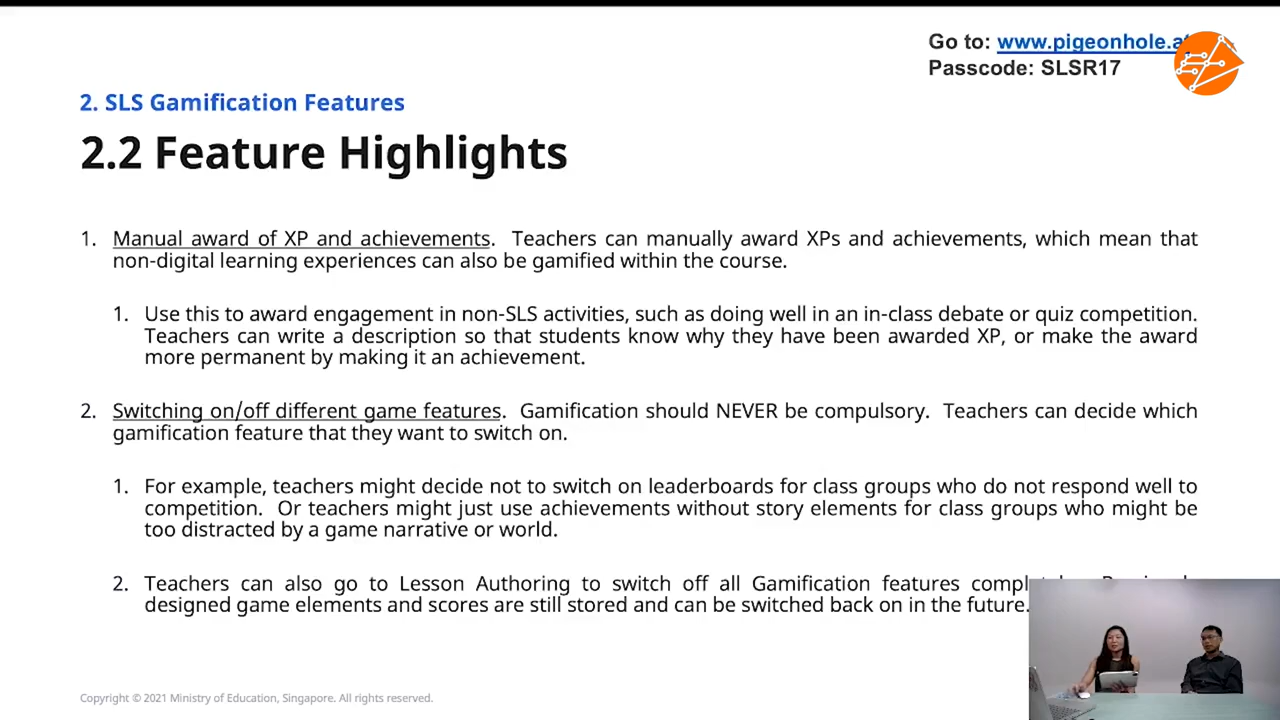 Go to: www.pigeonhole.at
Passcode: SLSR17
2. SLS Gamification Features
2.2 Feature Highlights
1. Manual award of XP and achievements. Teachers can manually award XPs and achievements, which mean that
non-digital learning experiences can also be gamified within the course.
1. Use this to award engagement in non-SLS activities, such as doing well in an in-class debate or quiz competition.
Teachers can write a description so that students know why they have been awarded XP, or make the award
more permanent by making it an achievement.
2. Switching on/off different game features. Gamification should NEVER be compulsory. Teachers can decide which
gamification feature that they want to switch on.
1. For example, teachers might decide not to switch on leaderboards for class groups who do not respond well to
competition. Or teachers might just use achievements without story elements for class groups who might be
too distracted by a game narrative or world.
2. Teachers can also go to Lesson Authoring to switch off all Gamification features
designed game elements and scores are still stored and can be switched back on in the future.
Copyright © 2021 Ministry of Education, Singapore. All rights reserved.